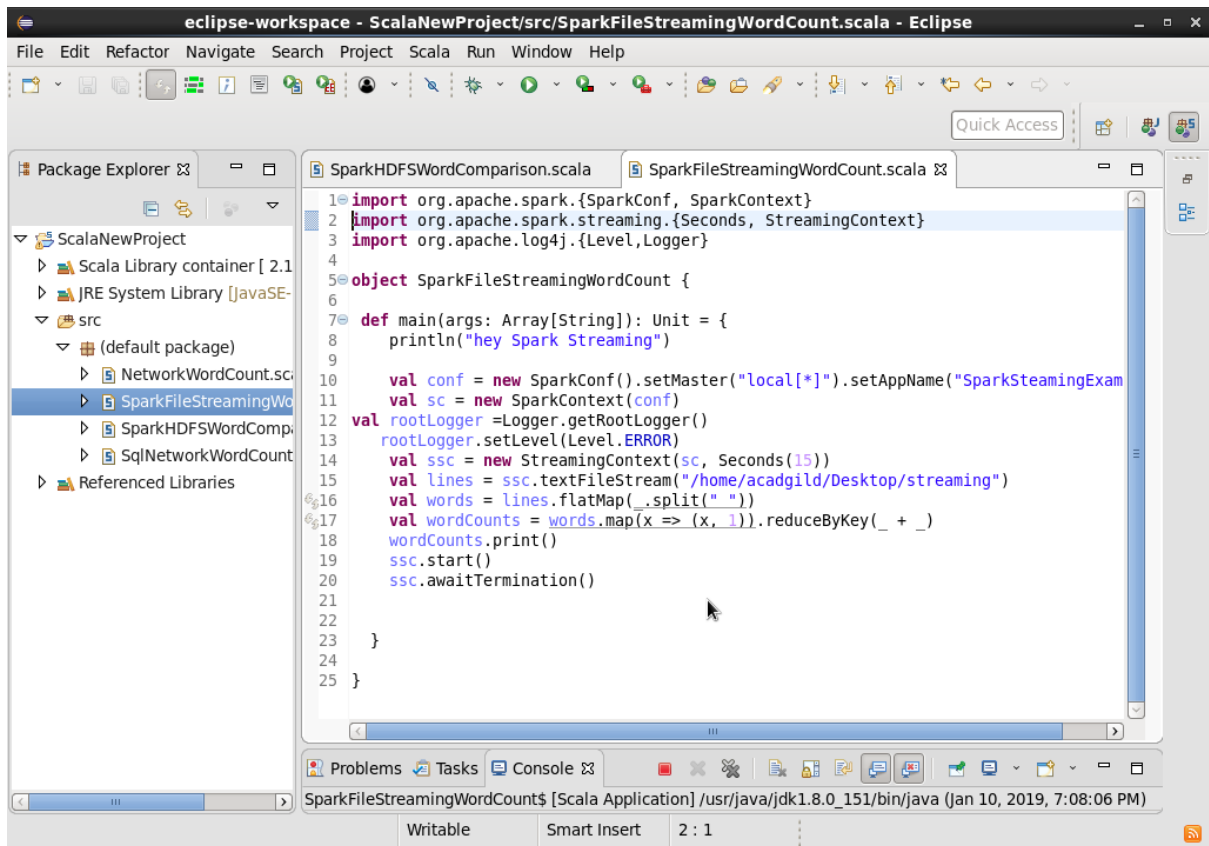 eclipse-workspace - ScalaNewProject/src/SparkFileStreamingWordCount.scala - Eclipse
File Edit Refactor Navigate Search Project Scala Run Window Help
Quick Access
Package Explorer
ScalaNewProject
Scala Library container [ 2.1
JRE System Library [JavaSE-
src
(default package)
NetworkWordCount.sca
SparkFileStreamingWo
SparkHDFSWordCompa
SqlNetworkWordCount
Referenced Libraries
SparkHDFSWordComparison.scala SparkFileStreamingWordCount.scala
1 import org.apache.spark.{SparkConf, SparkContext}
2 import org.apache.spark.streaming.{Seconds, StreamingContext}
3 import org.apache.log4j.{Level,Logger}
4
5 object SparkFileStreamingWordCount {
6
7 def main(args: Array[String]): Unit = {
8 println("hey Spark Streaming")
9
10 val conf = new SparkConf().setMaster("local[*]").setAppName("SparkSteamingExam
11 val sc = new SparkContext(conf)
12 val rootLogger =Logger.getRootLogger()
13 rootLogger.setLevel(Level.ERROR)
14 val ssc = new StreamingContext(sc, Seconds(15))
15 val lines = ssc.textFileStream("/home/acadgild/Desktop/streaming")
16 val words = lines.flatMap(_.split(" "))
17 val wordCounts = words.map(x => (x, 1)).reduceByKey(_ + _)
18 wordCounts.print()
19 ssc.start()
20 ssc.awaitTermination()
21
22
23 }
24
25 }
Problems Tasks Console
SparkFileStreamingWordCount$ [Scala Application] /usr/java/jdk1.8.0_151/bin/java (Jan 10, 2019, 7:08:06 PM)
Writable Smart Insert 2 : 1